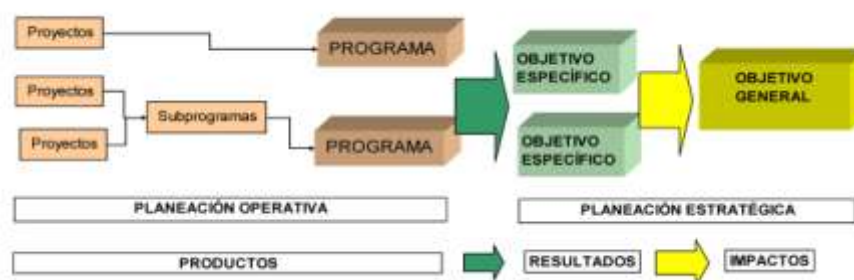 Proyectos
PROGRAMA
OBJETIVO
ESPECÍFICO
OBJETIVO
GENERAL
Proyectos
Subprogramas
Proyectos
PROGRAMA
OBJETIVO
ESPECÍFICO
PLANEACIÓN OPERATIVA
PLANEACIÓN ESTRATÉGICA
PRODUCTOS
RESULTADOS
IMPACTOS